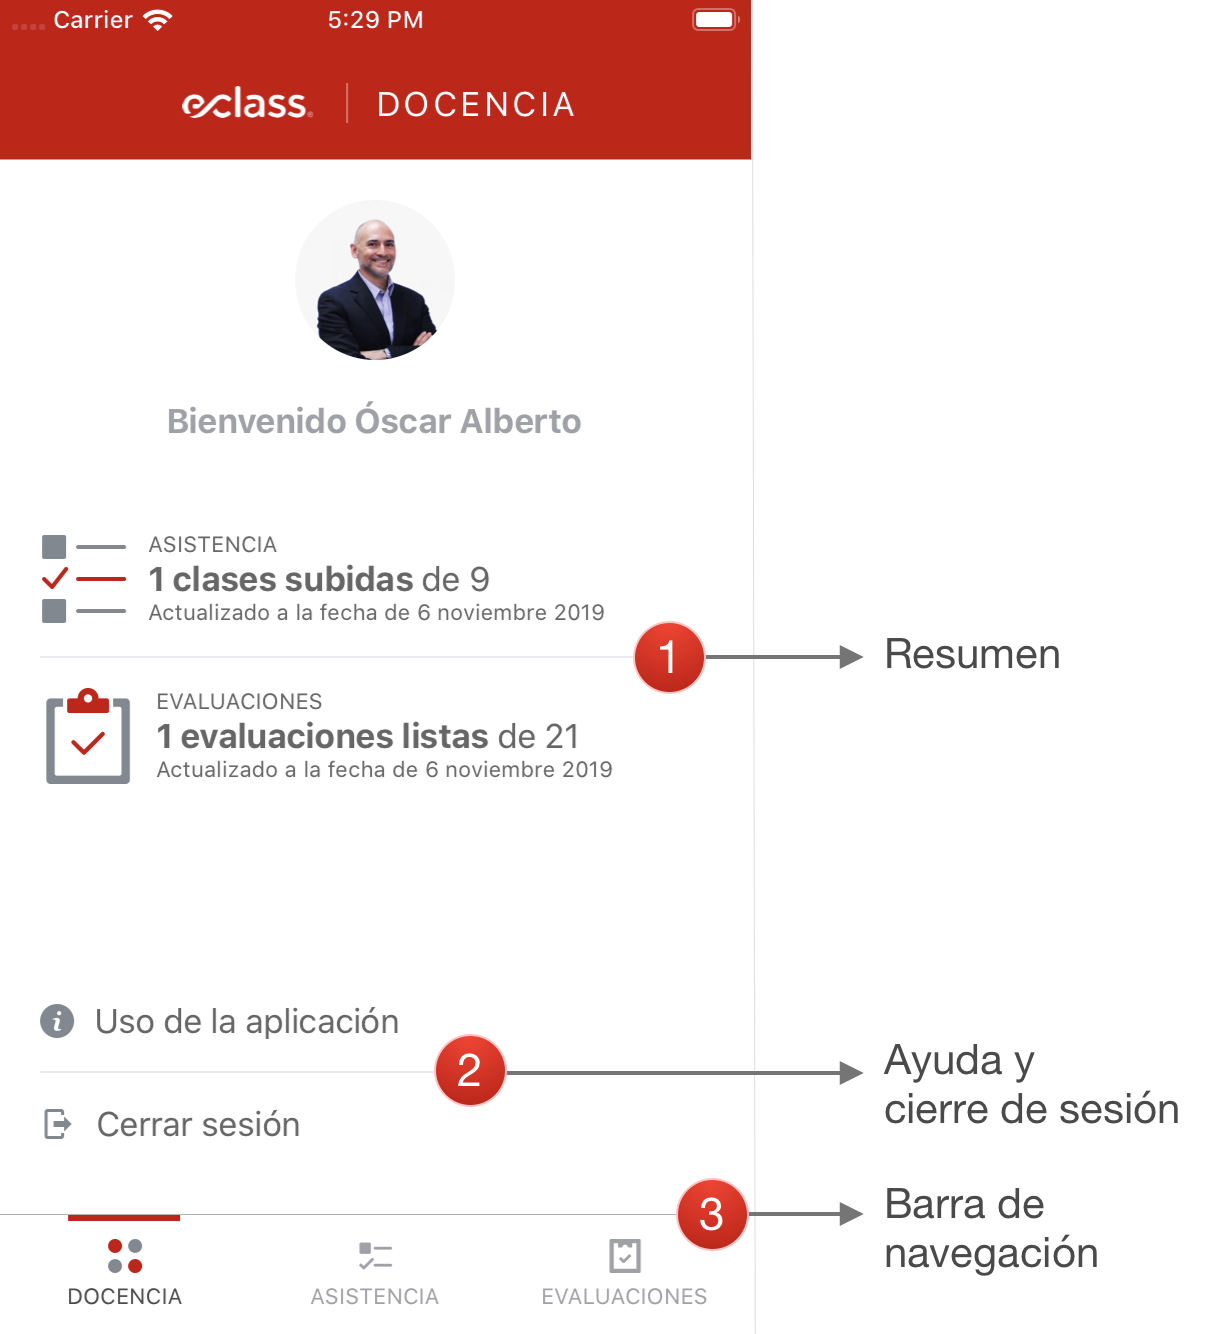 Carrier 5:29 PM
eclass | DOCENCIA
Bienvenido Óscar Alberto
ASISTENCIA
1 clases subidas de 9
Actualizado a la fecha de 6 noviembre 2019
1 Resumen
EVALUACIONES
1 evaluaciones listas de 21
Actualizado a la fecha de 6 noviembre 2019
Uso de la aplicación
2 Ayuda y
cierre de sesión
Cerrar sesión
3 Barra de
navegación
DOCENCIA ASISTENCIA EVALUACIONES